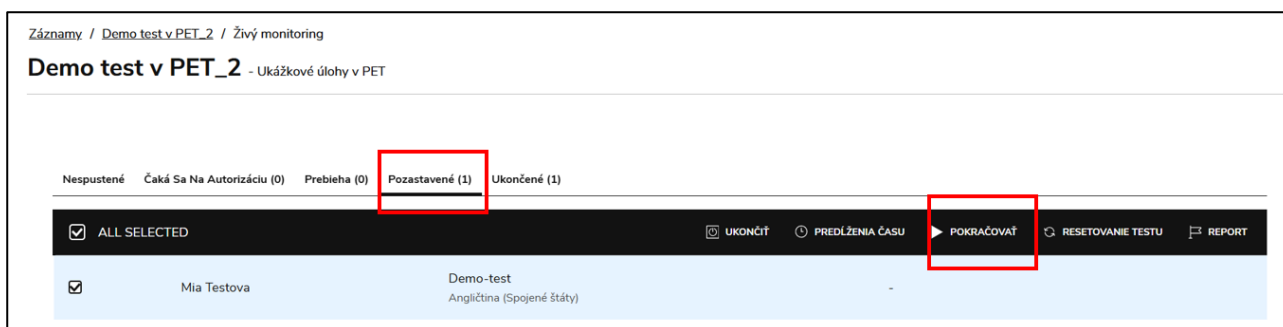 Záznamy / Demo test v PET_2 / Živý monitoring
Demo test v PET_2 - Ukážkové úlohy v PET
Nespustené Čaká Sa Na Autorizáciu (0) Prebieha (0) Pozastavené (1) Ukončené (1)
ALL SELECTED UKONČIŤ PREDĹŽENIA ČASU POKRAČOVAŤ RESETOVANIE TESTU REPORT
Mia Testova Demo-test -
Angličtina (Spojené štáty)